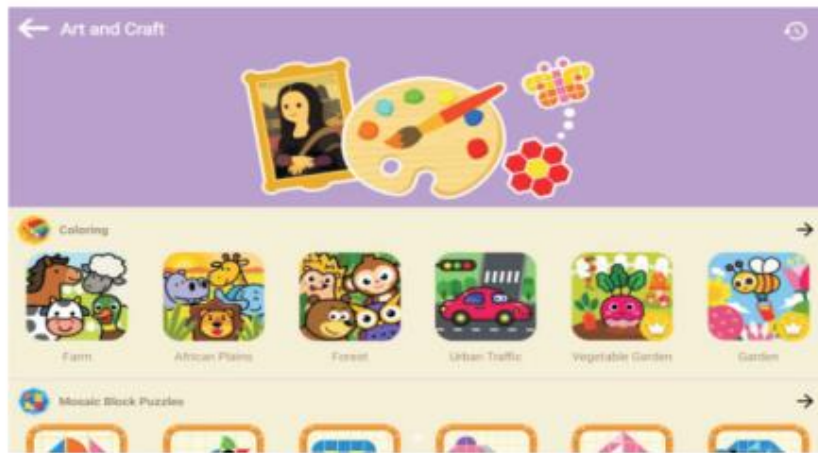 Art and Craft
Coloring
Farm
African Plains
Forest
Urban Traffic
Vegetable Garden
Garden
Mosaic Block Puzzles